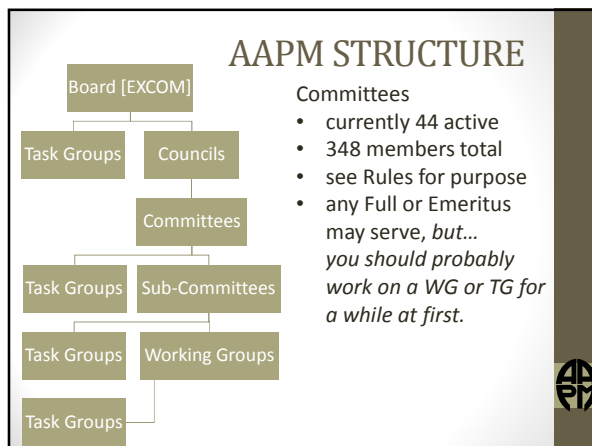 AAPM STRUCTURE
Board [EXCOM]
Task Groups
Councils
Committees
Task Groups
Sub-Committees
Task Groups
Working Groups
Task Groups
Committees
• currently 44 active
• 348 members total
• see Rules for purpose
• any Full or Emeritus
may serve, but…
you should probably
work on a WG or TG for
a while at first.
AAPM